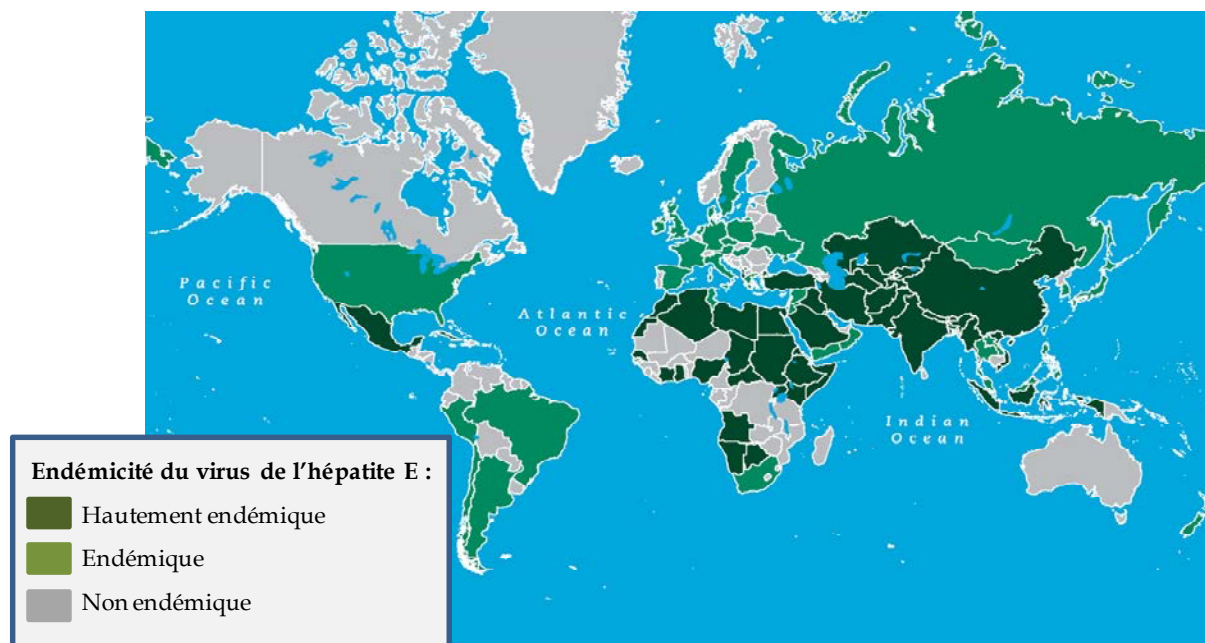 Pacific
Ocean
Atlantic
Ocean
Indian
Ocean
Endémicité du virus de l’hépatite E :
Hautement endémique
Endémique
Non endémique